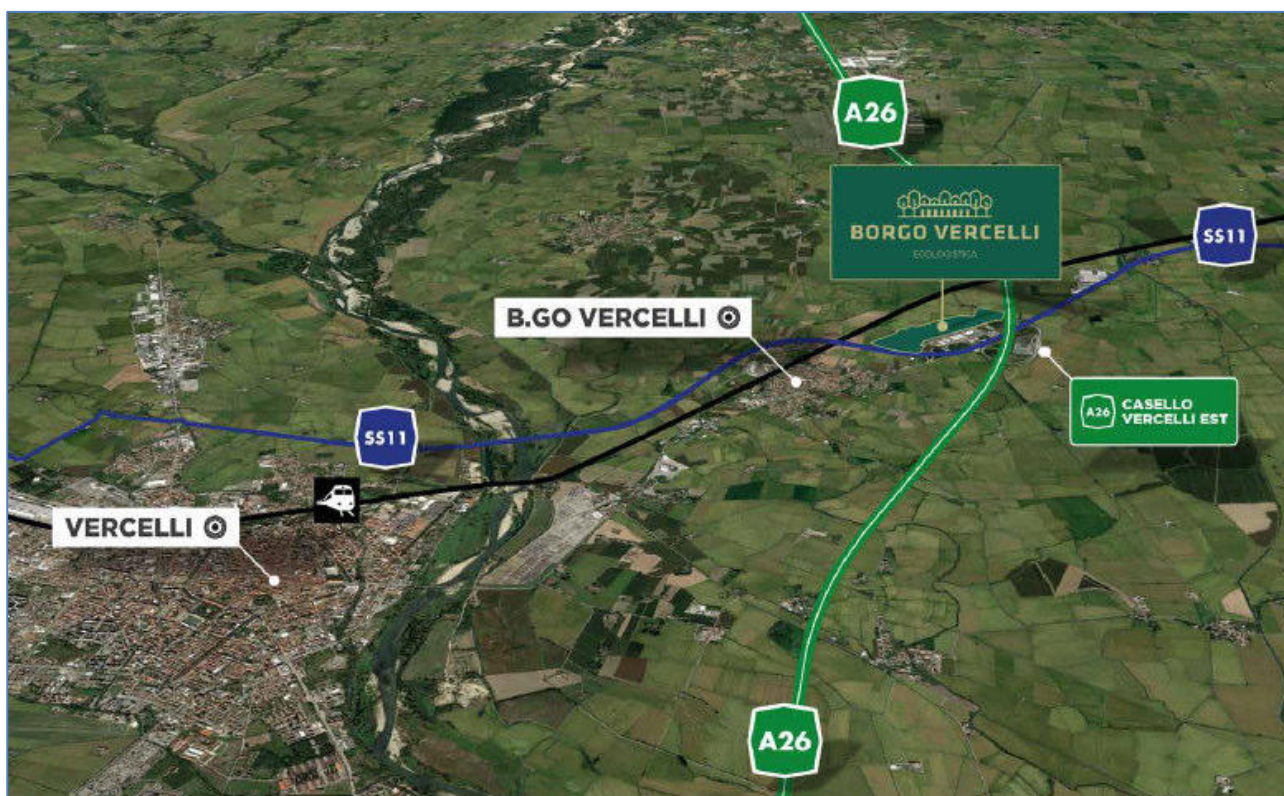 A26
BORGO VERCELLI
ECOLOGISTICA
SS11
B.GO VERCELLI
A26 CASELLO
VERCELLI EST
SS11
VERCELLI
A26